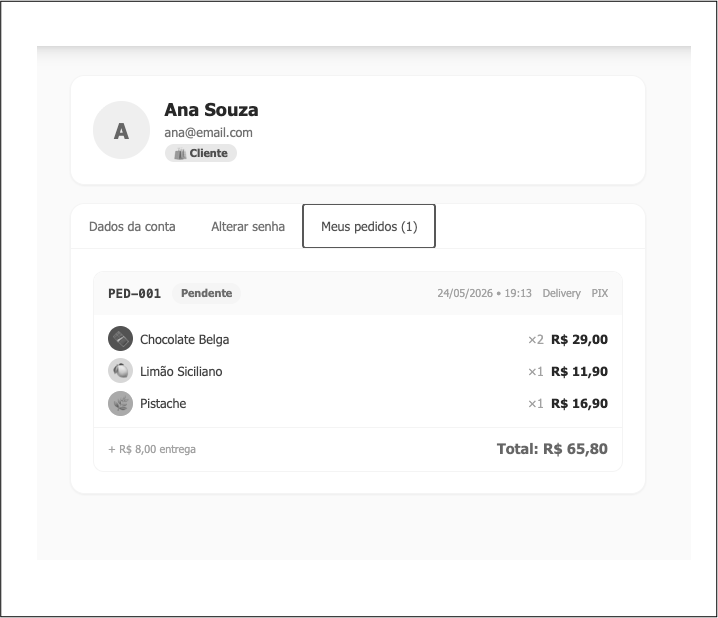 A
Ana Souza
ana@email.com
Cliente
Dados da conta Alterar senha Meus pedidos (1)
PED-001 Pendente 24/05/2026 • 19:13 Delivery PIX
Chocolate Belga ×2 R$ 29,00
Limão Siciliano ×1 R$ 11,90
Pistache ×1 R$ 16,90
+ R$ 8,00 entrega Total: R$ 65,80